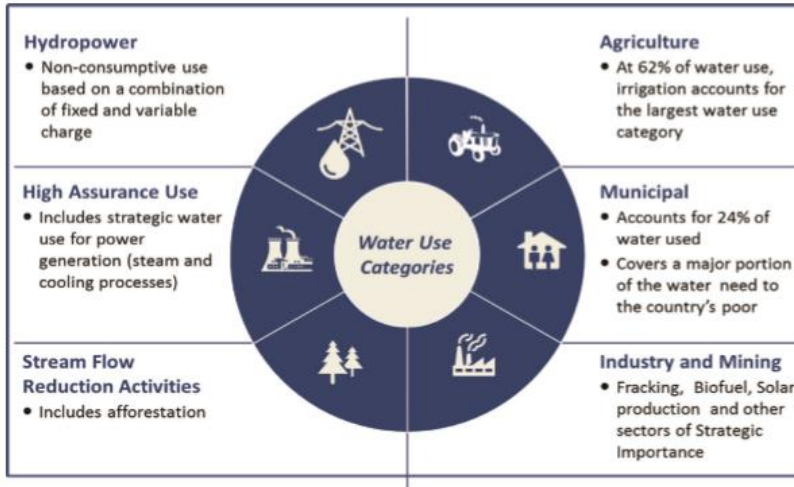 Hydropower
• Non-consumptive use
based on a combination
of fixed and variable
charge
High Assurance Use
• Includes strategic water
use for power
generation (steam and
cooling processes)
Stream Flow
Reduction Activities
• Includes afforestation
Water Use
Categories
Agriculture
• At 62% of water use,
irrigation accounts for
the largest water use
category
Municipal
• Accounts for 24% of
water used
• Covers a major portion
of the water need to
the country's poor
Industry and Mining
• Fracking, Biofuel, Solar
production and other
sectors of Strategic
Importance